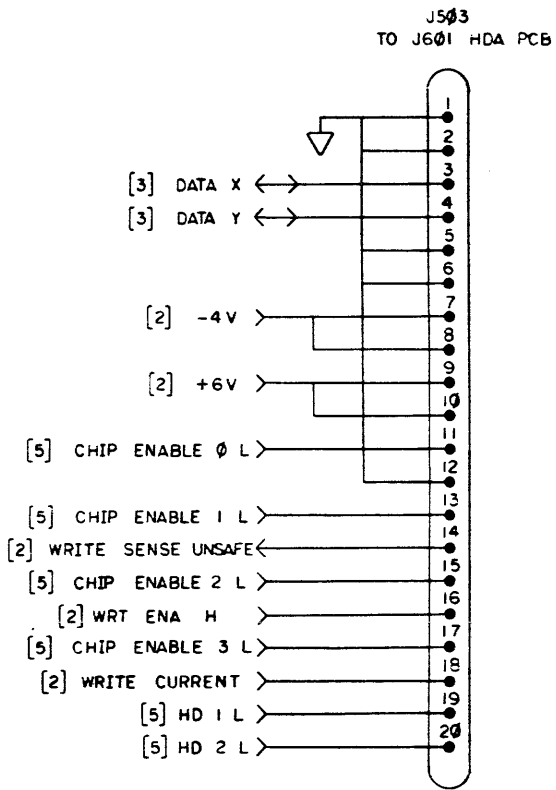 J5Ø3
TO J6Ø1 HDA PCB
1
2
[3] DATA X 3
[3] DATA Y 4
5
6
[2] -4V 7
8
[2] +6V 9
1Ø
[5] CHIP ENABLE Ø L 11
12
[5] CHIP ENABLE 1 L 13
[2] WRITE SENSE UNSAFE 14
[5] CHIP ENABLE 2 L 15
[2] WRT ENA H 16
[5] CHIP ENABLE 3 L 17
[2] WRITE CURRENT 18
[5] HD 1 L 19
[5] HD 2 L 2Ø